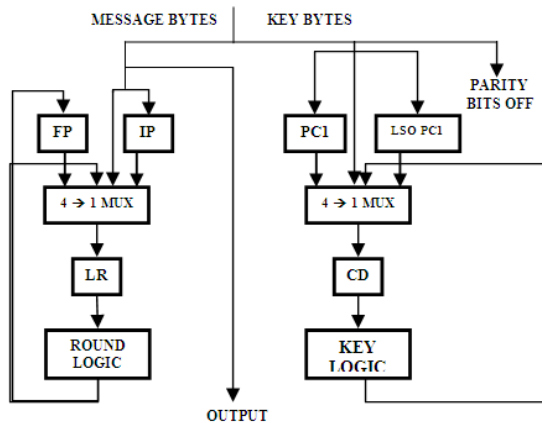 MESSAGE BYTES
KEY BYTES
PARITY
BITS OFF
FP
IP
PC1
LSO PC1
4 → 1 MUX
4 → 1 MUX
LR
CD
ROUND
LOGIC
KEY
LOGIC
OUTPUT